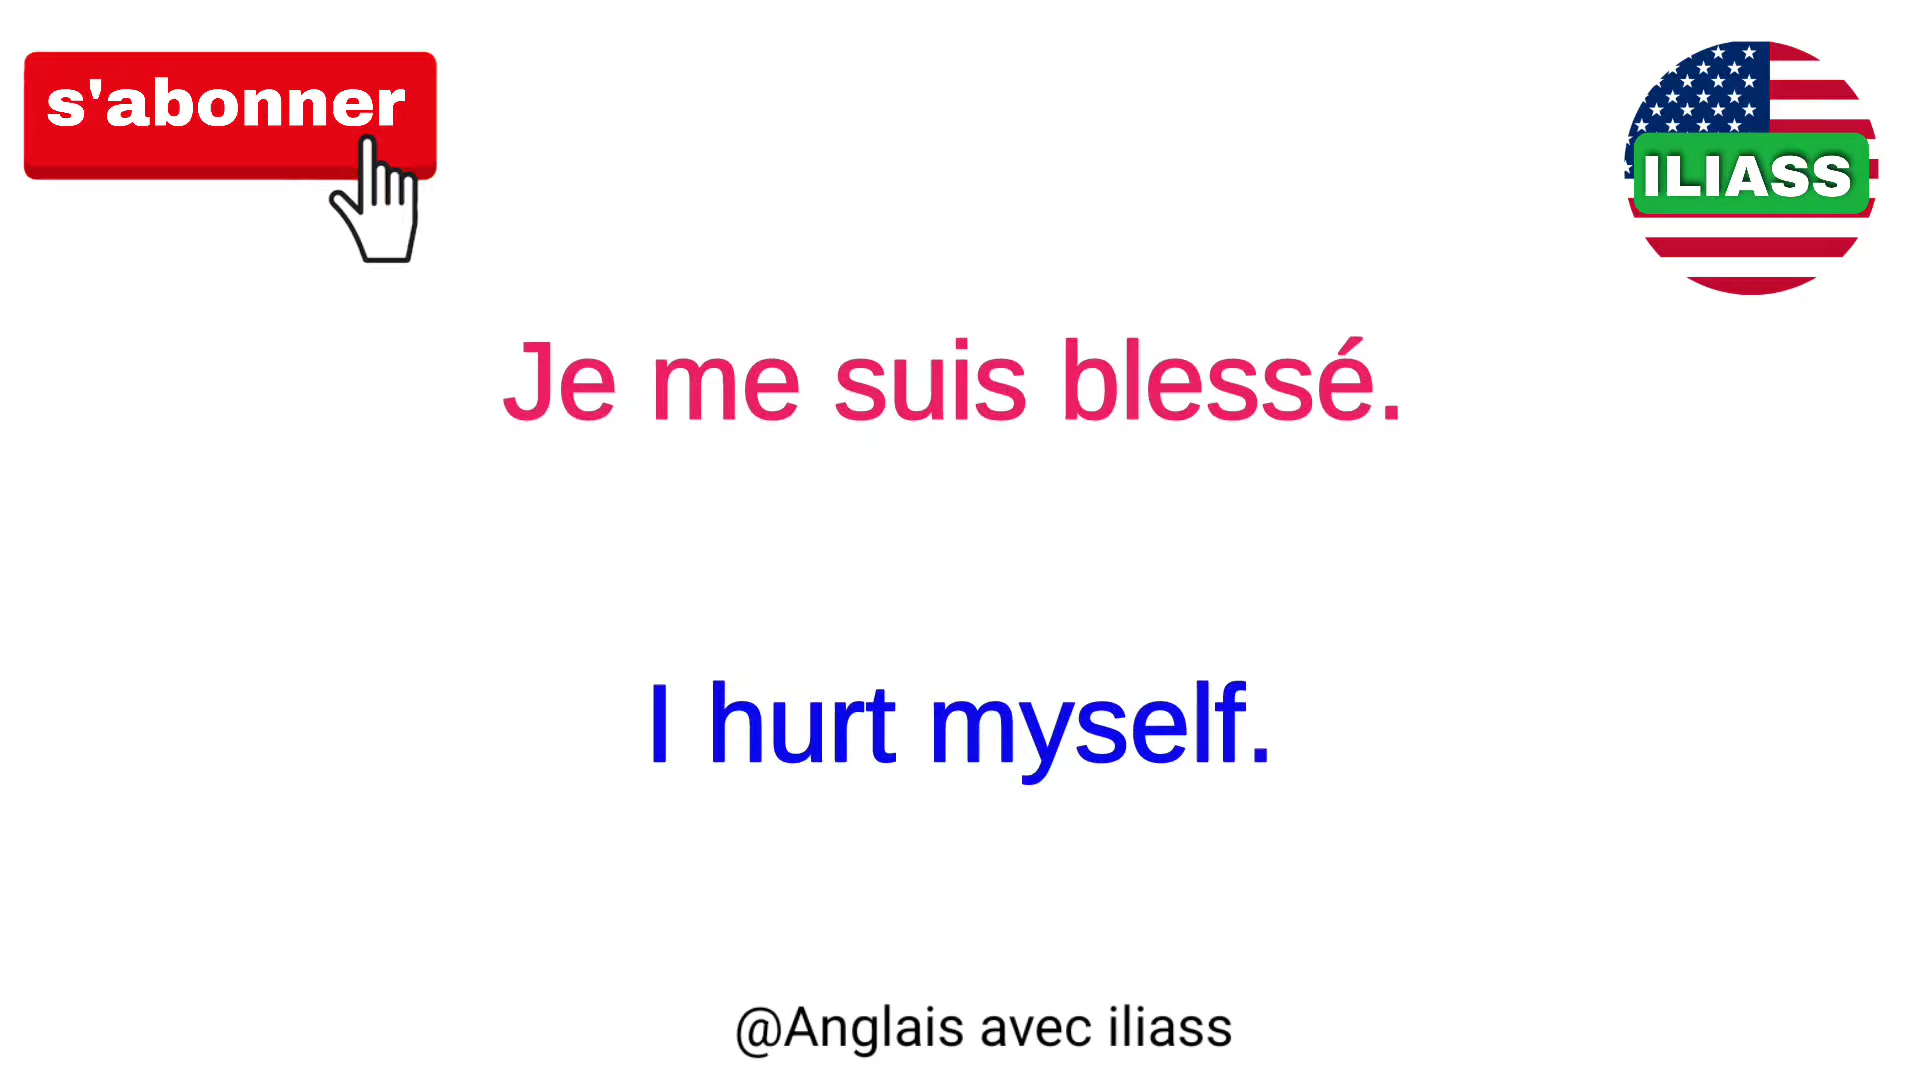 s'abonner
ILIASS
Je me suis blessé.
I hurt myself.
@Anglais avec iliass